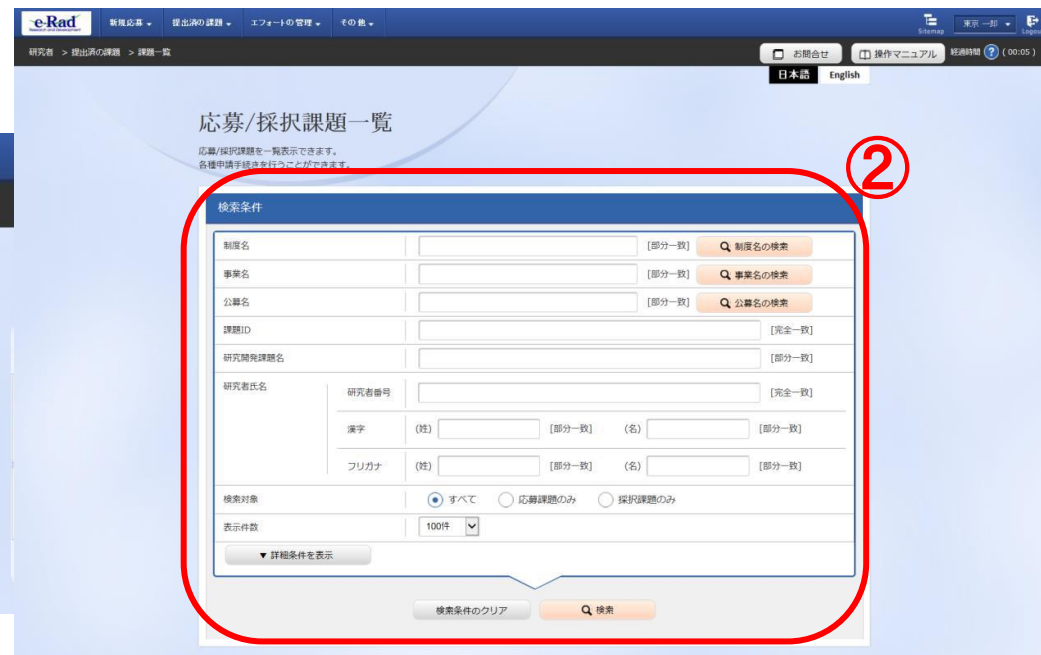 e-Rad
新規応募 提出済の課題 エフォートの管理 その他
Sitemap 東京 一郎 Logout
研究者 > 提出済の課題 > 課題一覧
お問合せ 操作マニュアル 経過時間 ? ( 00:05 )
日本語 English
応募/採択課題一覧
応募/採択課題を一覧表示できます。
各種申請手続きを行うことができます。
②
検索条件
制度名 [部分一致] 制度名の検索
事業名 [部分一致] 事業名の検索
公募名 [部分一致] 公募名の検索
課題ID [完全一致]
研究開発課題名 [部分一致]
研究者氏名 研究者番号 [完全一致]
漢字 (姓) [部分一致] (名) [部分一致]
フリガナ (姓) [部分一致] (名) [部分一致]
検索対象 すべて 応募課題のみ 採択課題のみ
表示件数 100件
▼ 詳細条件を表示
検索条件のクリア 検索